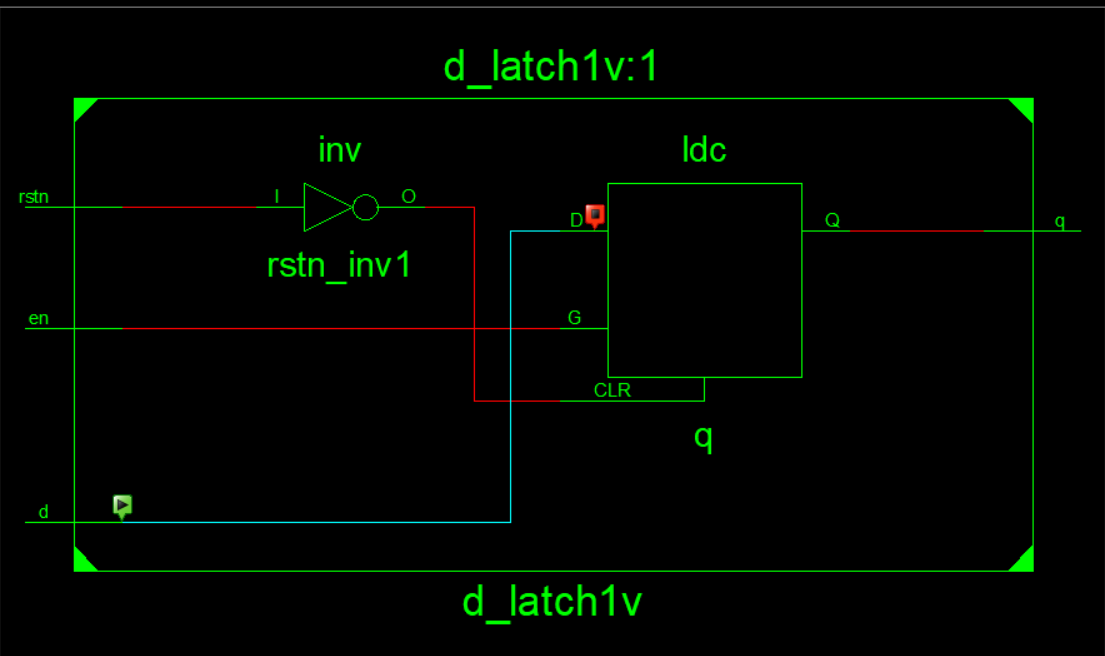 d_latch1v:1
inv
ldc
rstn
I
O
D
Q
q
rstn_inv1
en
G
CLR
q
d
d_latch1v